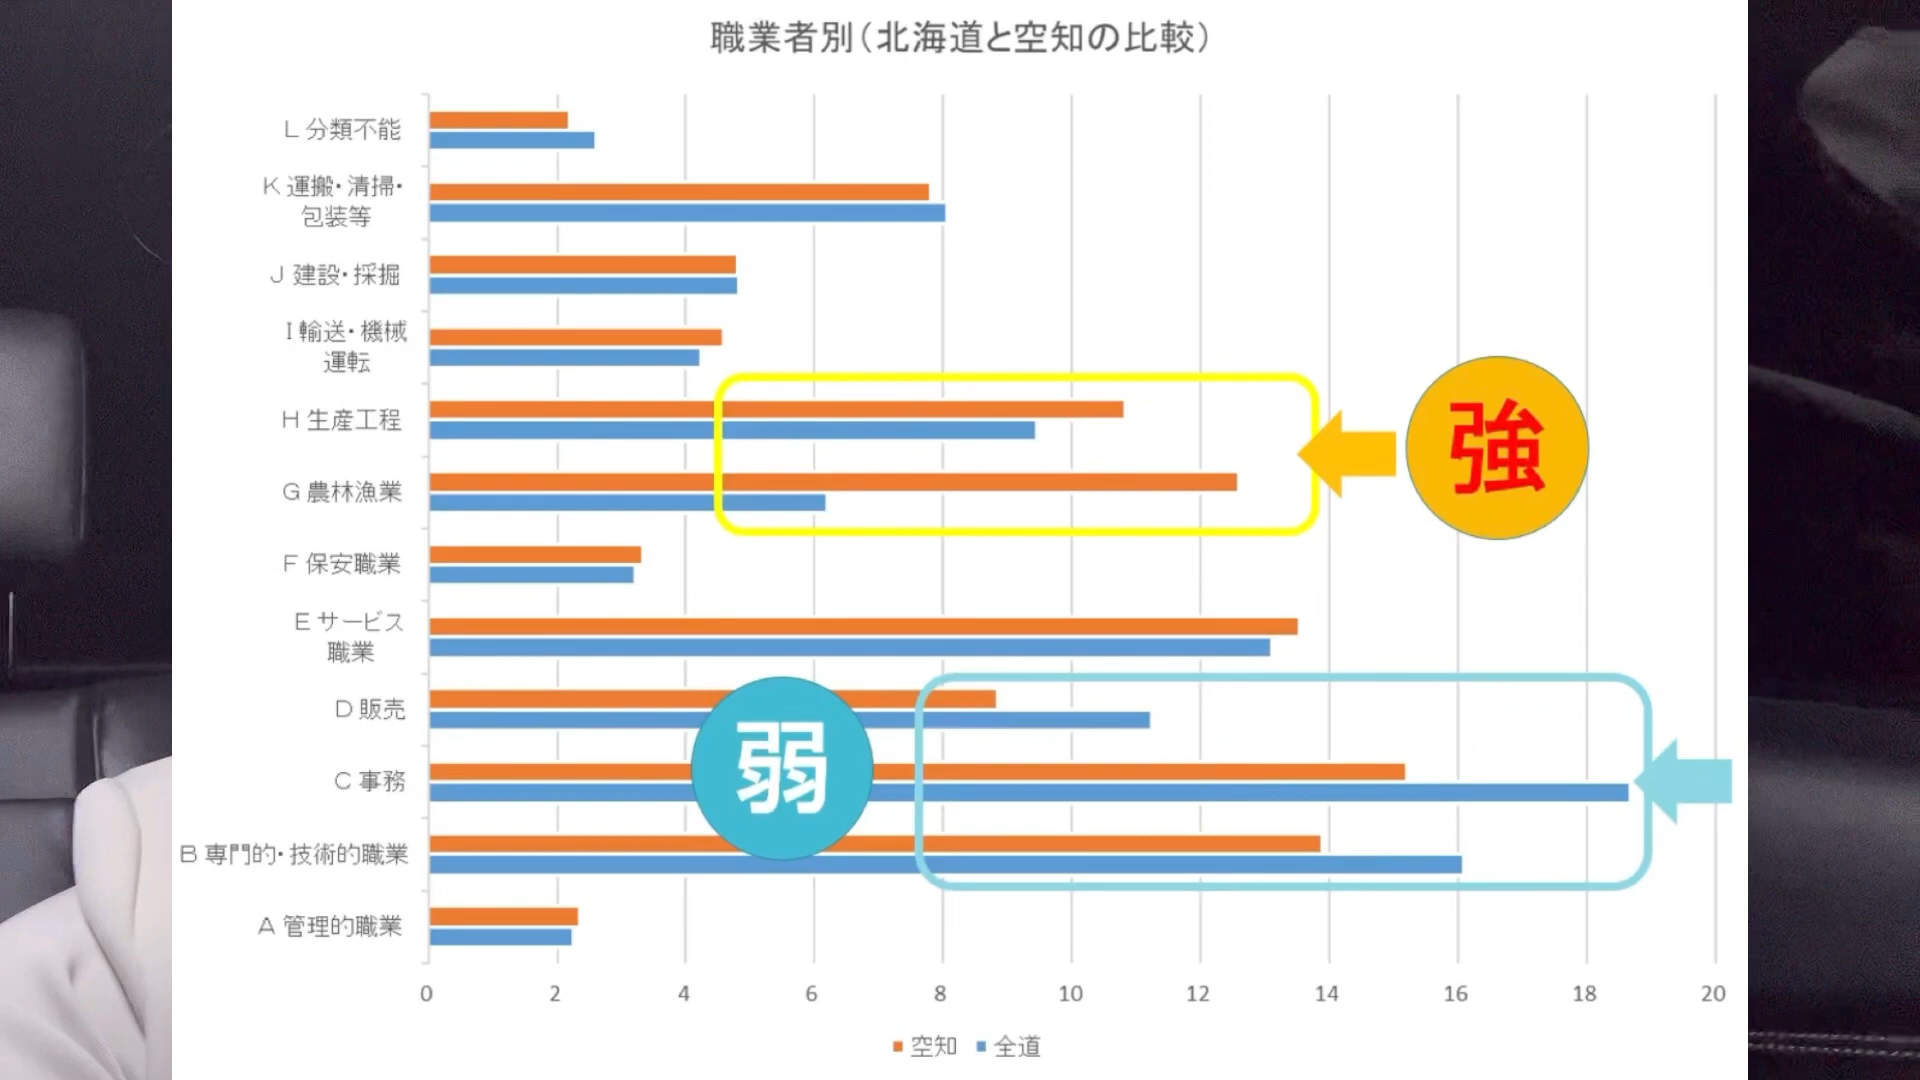 職業者別（北海道と空知の比較）
L 分類不能
K 運搬・清掃・
包装等
J 建設・採掘
I 輸送・機械
運転
H 生産工程
G 農林漁業
F 保安職業
E サービス
職業
D 販売
C 事務
B 専門的・技術的職業
A 管理的職業
強
弱
0 2 4 6 8 10 12 14 16 18 20
空知 全道